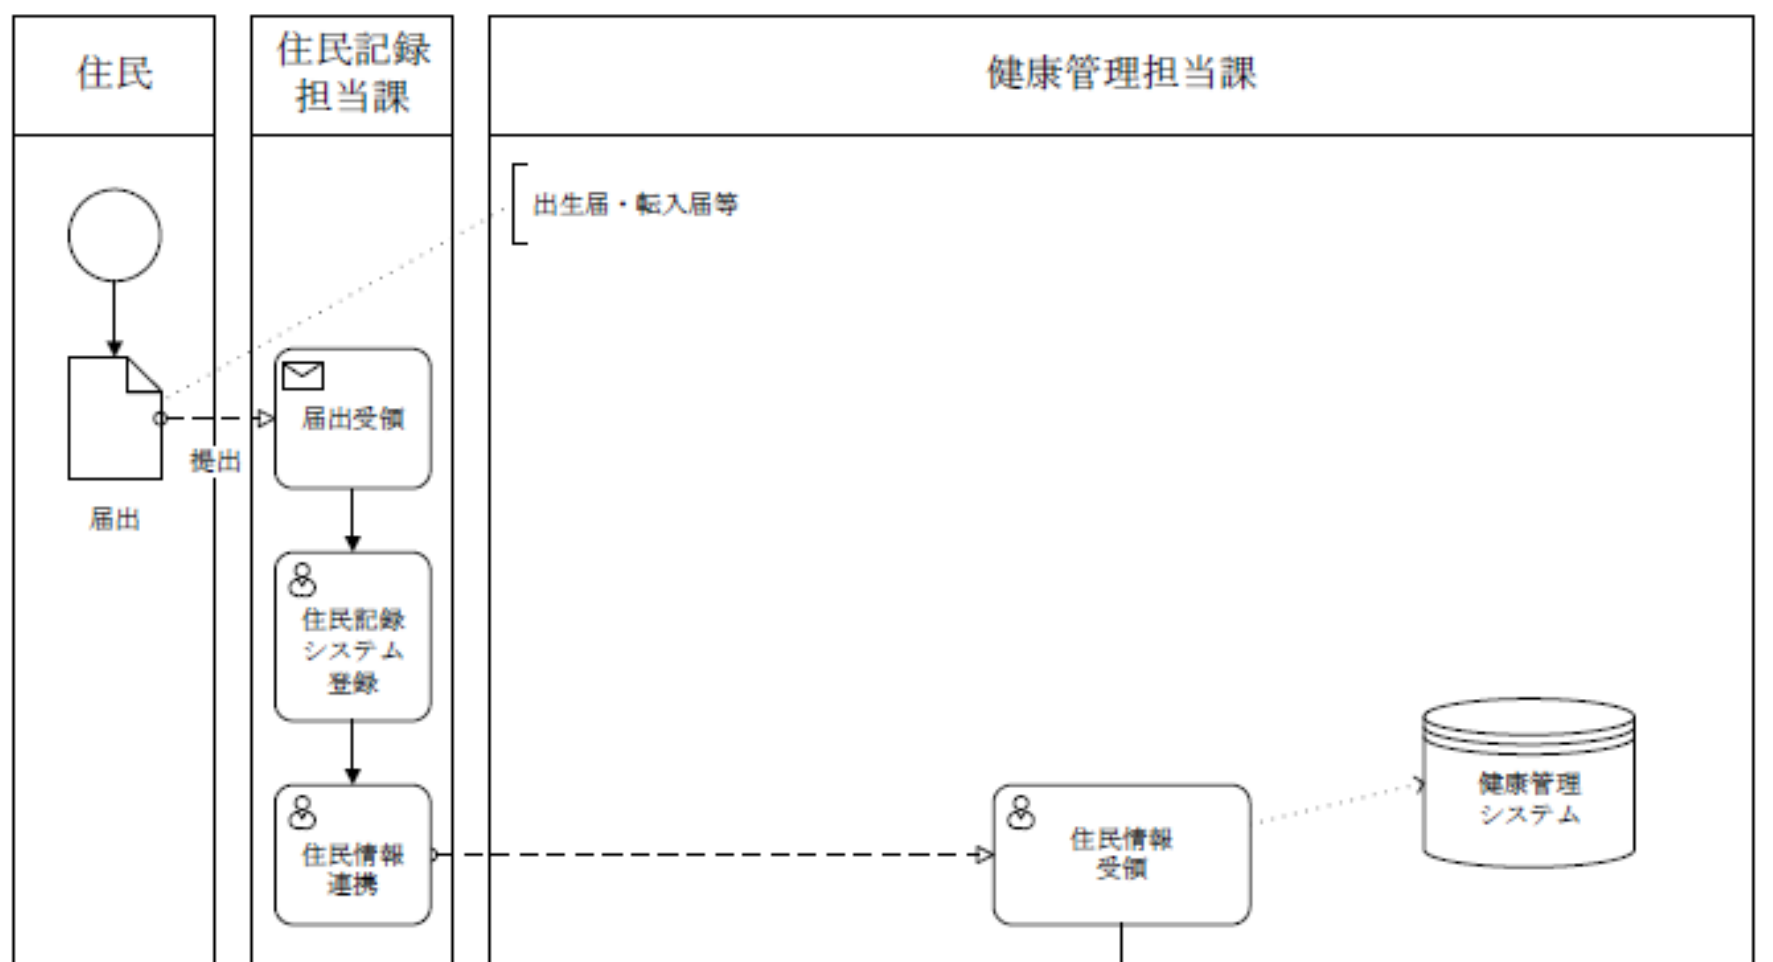 住民
住民記録
担当課
健康管理担当課
出生届・転入届等
届出受領
提出
届出
住民記録
システム
登録
住民情報
連携
住民情報
受領
健康管理
システム